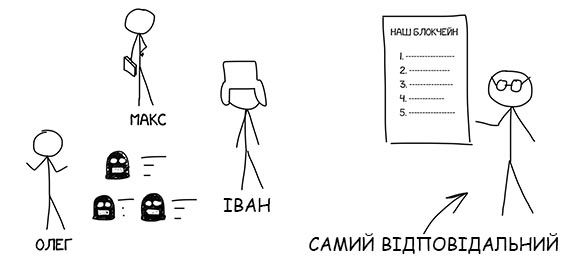 МАКС
ІВАН
ОЛЕГ
НАШ БЛОКЧЕЙН
1.
2.
3.
4.
5.
САМИЙ ВІДПОВІДАЛЬНИЙ